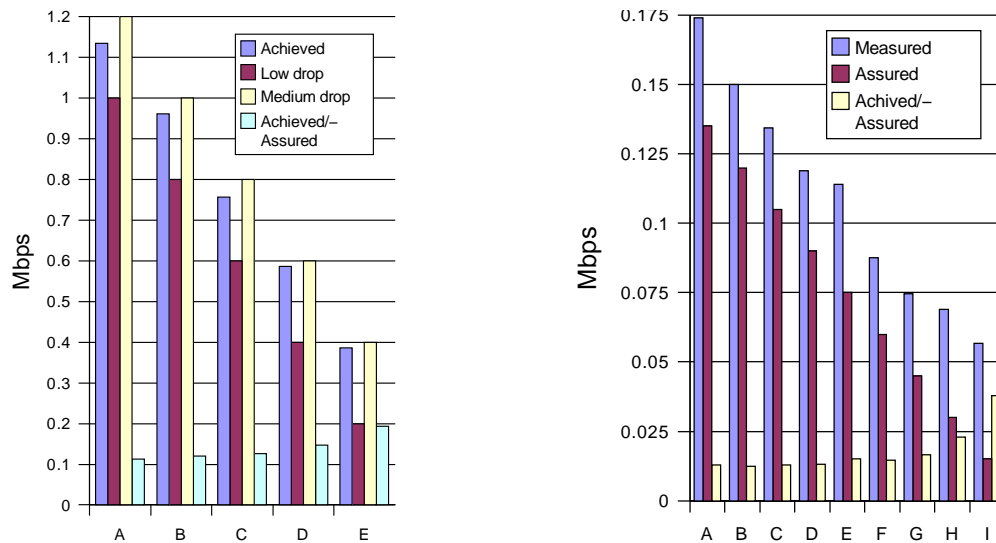 1.2
1.1
1
0.9
0.8
0.7
0.6
0.5
0.4
0.3
0.2
0.1
0
Mbps
Achieved
Low drop
Medium drop
Achieved/−
Assured
A B C D E
0.175
0.15
0.125
0.1
0.075
0.05
0.025
0
Mbps
Measured
Assured
Achived/−
Assured
A B C D E F G H I